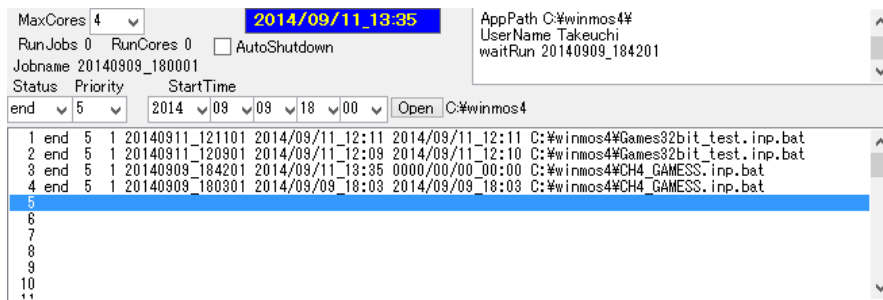 MaxCores 4
2014/09/11_13:35
RunJobs 0 RunCores 0 AutoShutdown
Jobname 20140909_180001
AppPath C:¥winmos4¥
UserName Takeuchi
waitRun 20140909_184201
Status Priority StartTime
end 5 2014 09 09 18 00 Open C:¥winmos4
1 end 5 1 20140911_121101 2014/09/11_12:11 2014/09/11_12:11 C:¥winmos4¥Games32bit_test.inp.bat
2 end 5 1 20140911_120901 2014/09/11_12:09 2014/09/11_12:10 C:¥winmos4¥Games32bit_test.inp.bat
3 end 5 1 20140909_184201 2014/09/11_13:35 0000/00/00_00:00 C:¥winmos4¥CH4_GAMESS.inp.bat
4 end 5 1 20140909_180301 2014/09/09_18:03 2014/09/09_18:03 C:¥winmos4¥CH4_GAMESS.inp.bat
5
6
7
8
9
10
11